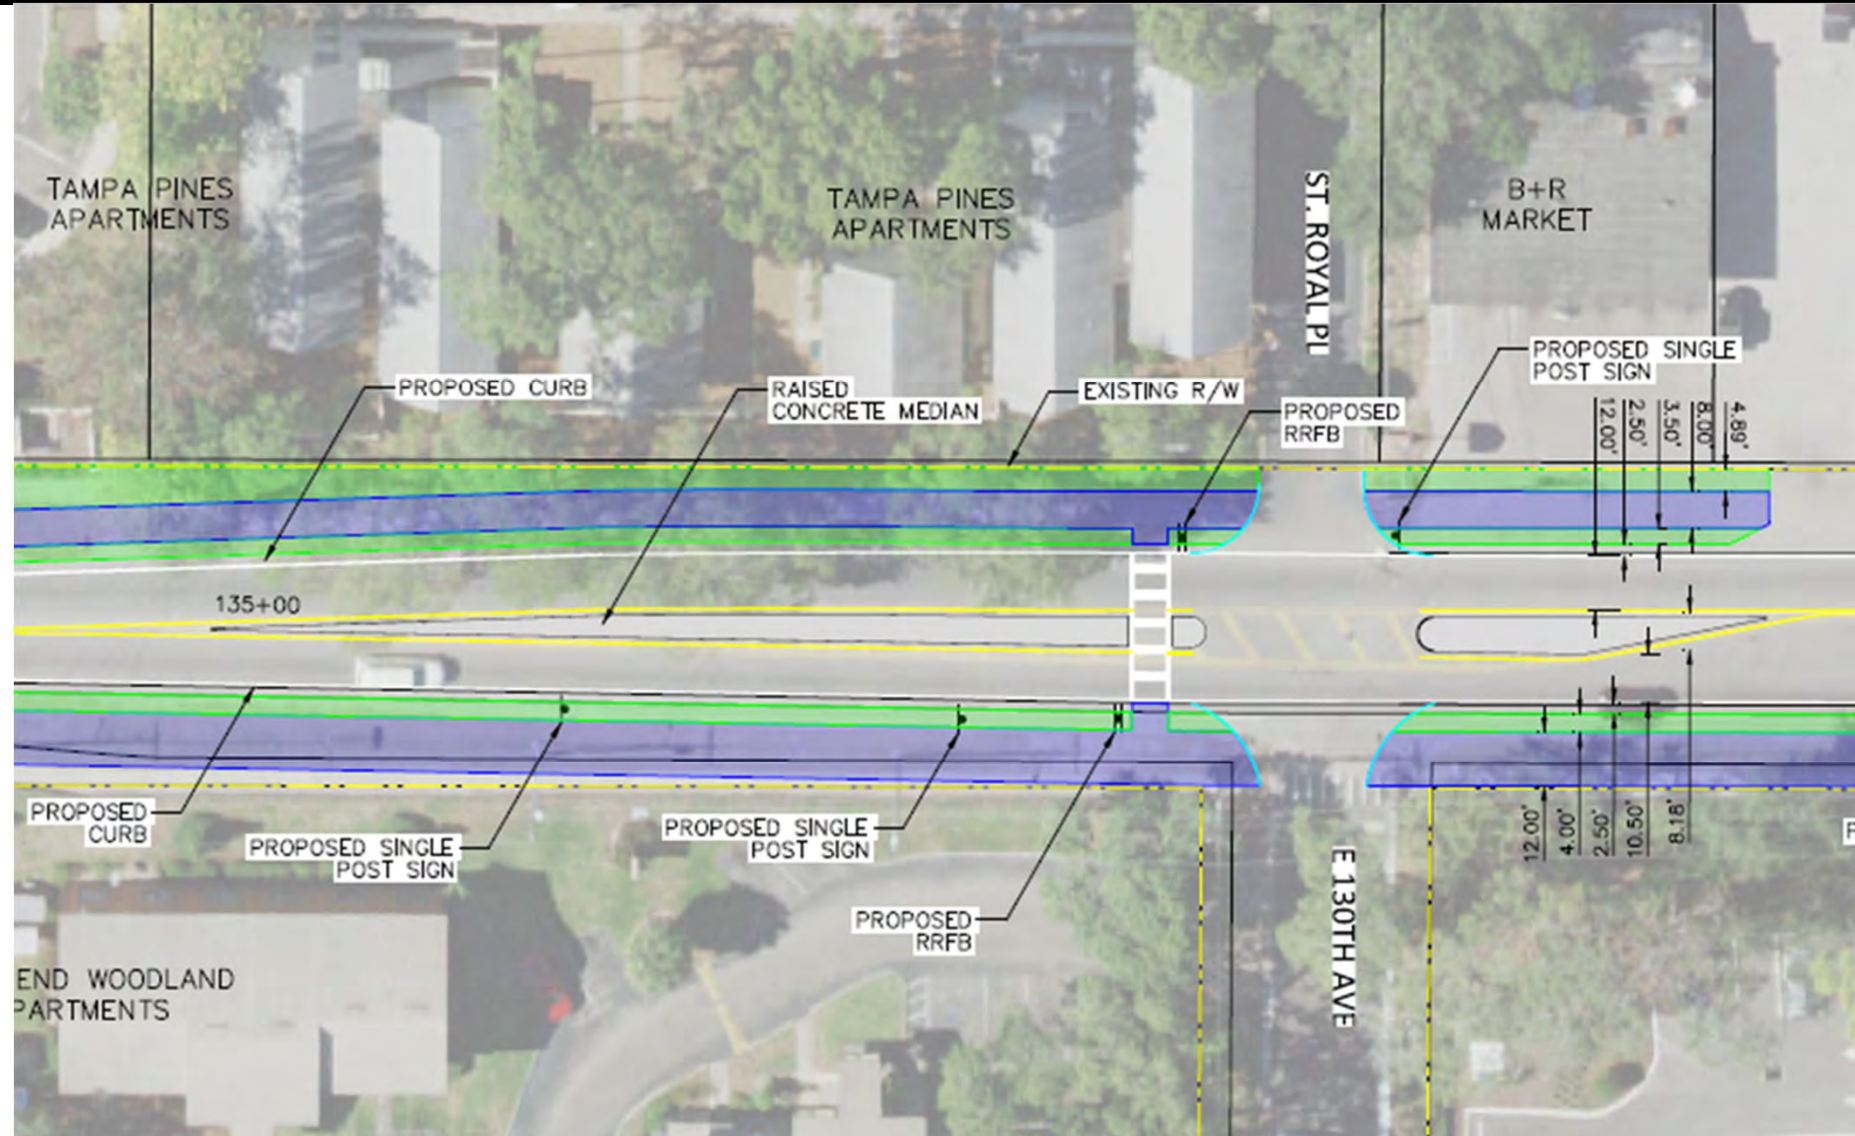 TAMPA PINES
APARTMENTS
TAMPA PINES
APARTMENTS
ST. ROYAL Pl
B+R
MARKET
PROPOSED CURB
RAISED
CONCRETE MEDIAN
EXISTING R/W
PROPOSED
RRFB
PROPOSED SINGLE
POST SIGN
12.00'
2.50'
3.50'
8.00'
4.89'
135+00
PROPOSED
CURB
PROPOSED SINGLE
POST SIGN
PROPOSED SINGLE
POST SIGN
PROPOSED
RRFB
12.00'
4.00'
2.50'
10.50'
8.18'
E 130TH AVE
END WOODLAND
PARTMENTS